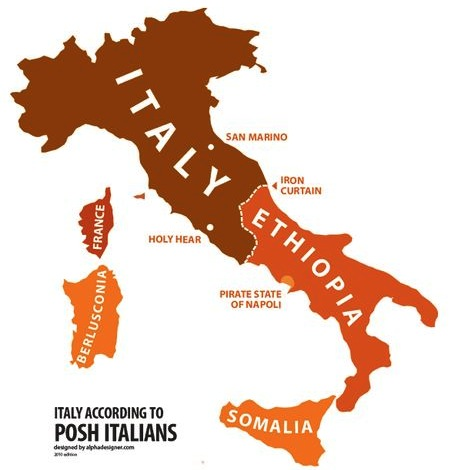 ITALY
SAN MARINO
IRON
CURTAIN
ETHIOPIA
FRANCE
HOLY HEAR
PIRATE STATE
OF NAPOLI
BERLUSCONIA
SOMALIA
ITALY ACCORDING TO
POSH ITALIANS
designed by alphadesigner.com
2010 edition